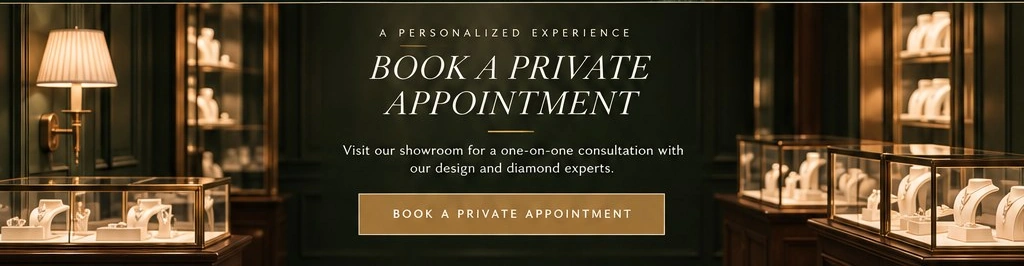 A PERSONALIZED EXPERIENCE
BOOK A PRIVATE
APPOINTMENT
Visit our showroom for a one-on-one consultation with
our design and diamond experts.
BOOK A PRIVATE APPOINTMENT